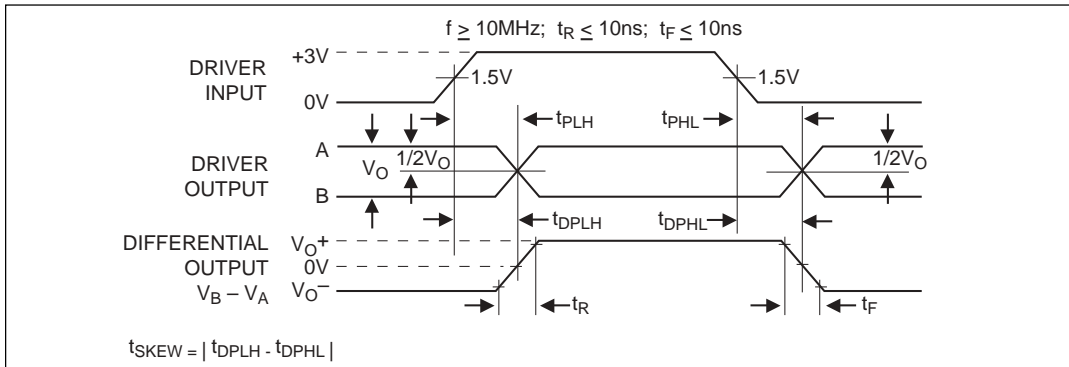 f ≥ 10MHz; tR ≤ 10ns; tF ≤ 10ns
+3V
DRIVER
INPUT
1.5V
1.5V
0V
tPLH
tPHL
A
DRIVER
OUTPUT
VO
1/2VO
1/2VO
B
tDPLH
tDPHL
DIFFERENTIAL
OUTPUT
VB – VA
VO+
0V
VO–
tR
tF
tSKEW = | tDPLH - tDPHL |